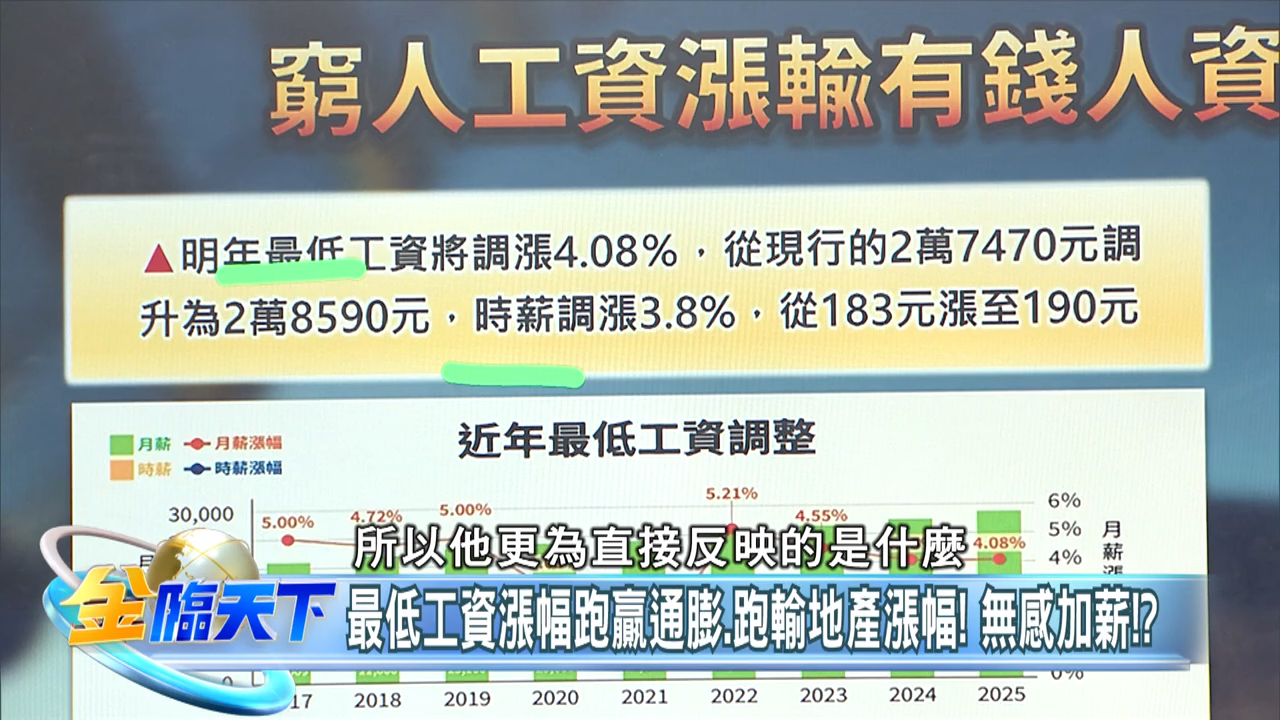 窮人工資漲輸有錢人資
▲明年最低工資將調漲4.08%，從現行的2萬7470元調
升為2萬8590元，時薪調漲3.8%，從183元漲至190元
近年最低工資調整
月薪 月薪漲幅
時薪 時薪漲幅
30,000
5.00% 4.72% 5.00% 5.21% 4.55% 4.08%
6%
5%
4%
0%
月薪漲
所以他更為直接反映的是什麼
金臨天下
最低工資漲幅跑贏通膨.跑輸地產漲幅! 無感加薪!?
0
17 2018 2019 2020 2021 2022 2023 2024 2025